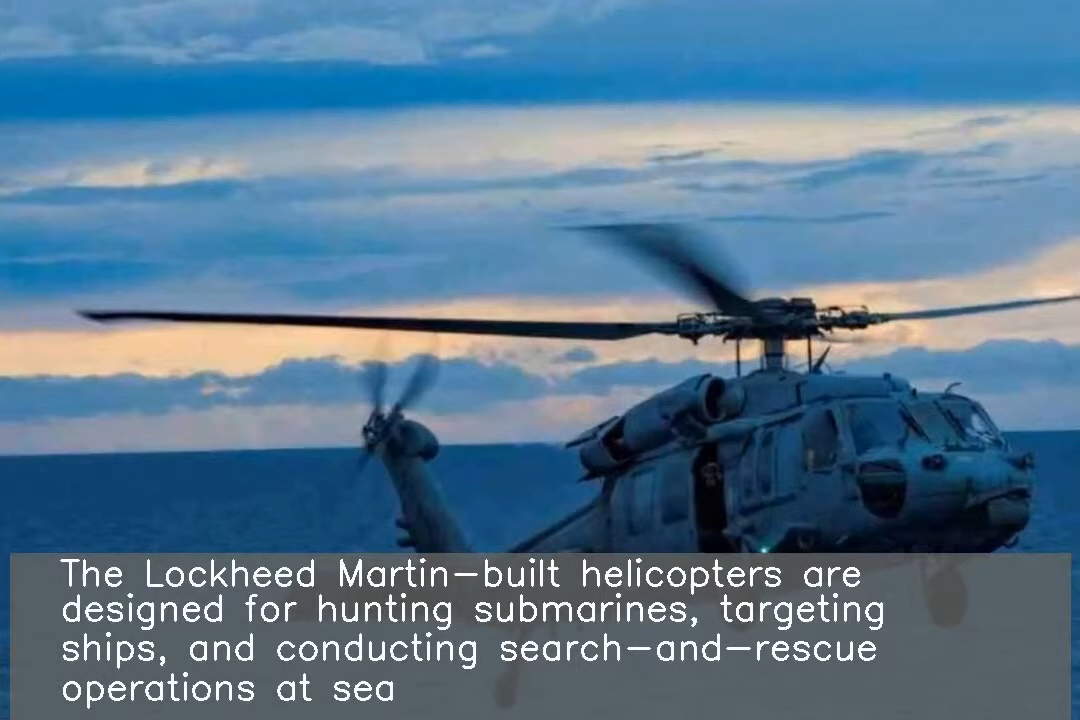 The Lockheed Martin-built helicopters are
designed for hunting submarines, targeting
ships, and conducting search-and-rescue
operations at sea